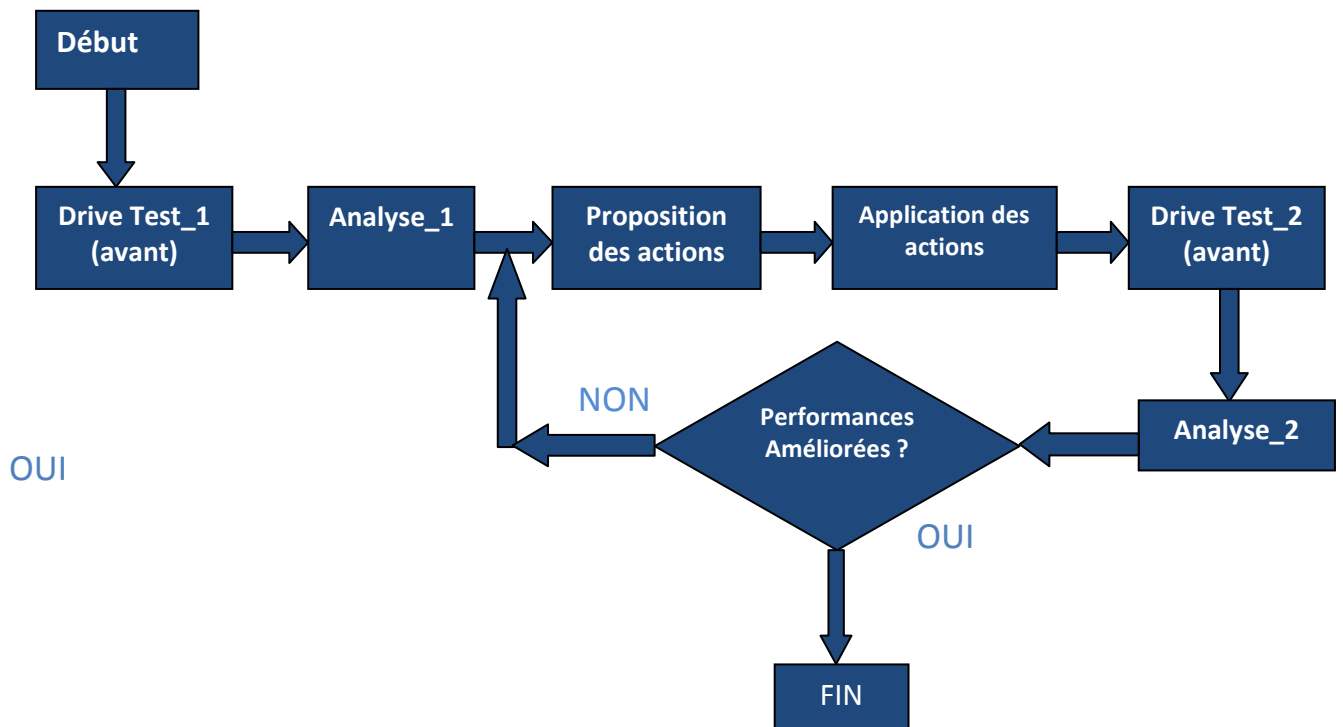 Début
Drive Test_1
(avant)
Analyse_1
Proposition
des actions
Application des
actions
Drive Test_2
(avant)
NON
Performances
Améliorées ?
Analyse_2
OUI
OUI
FIN